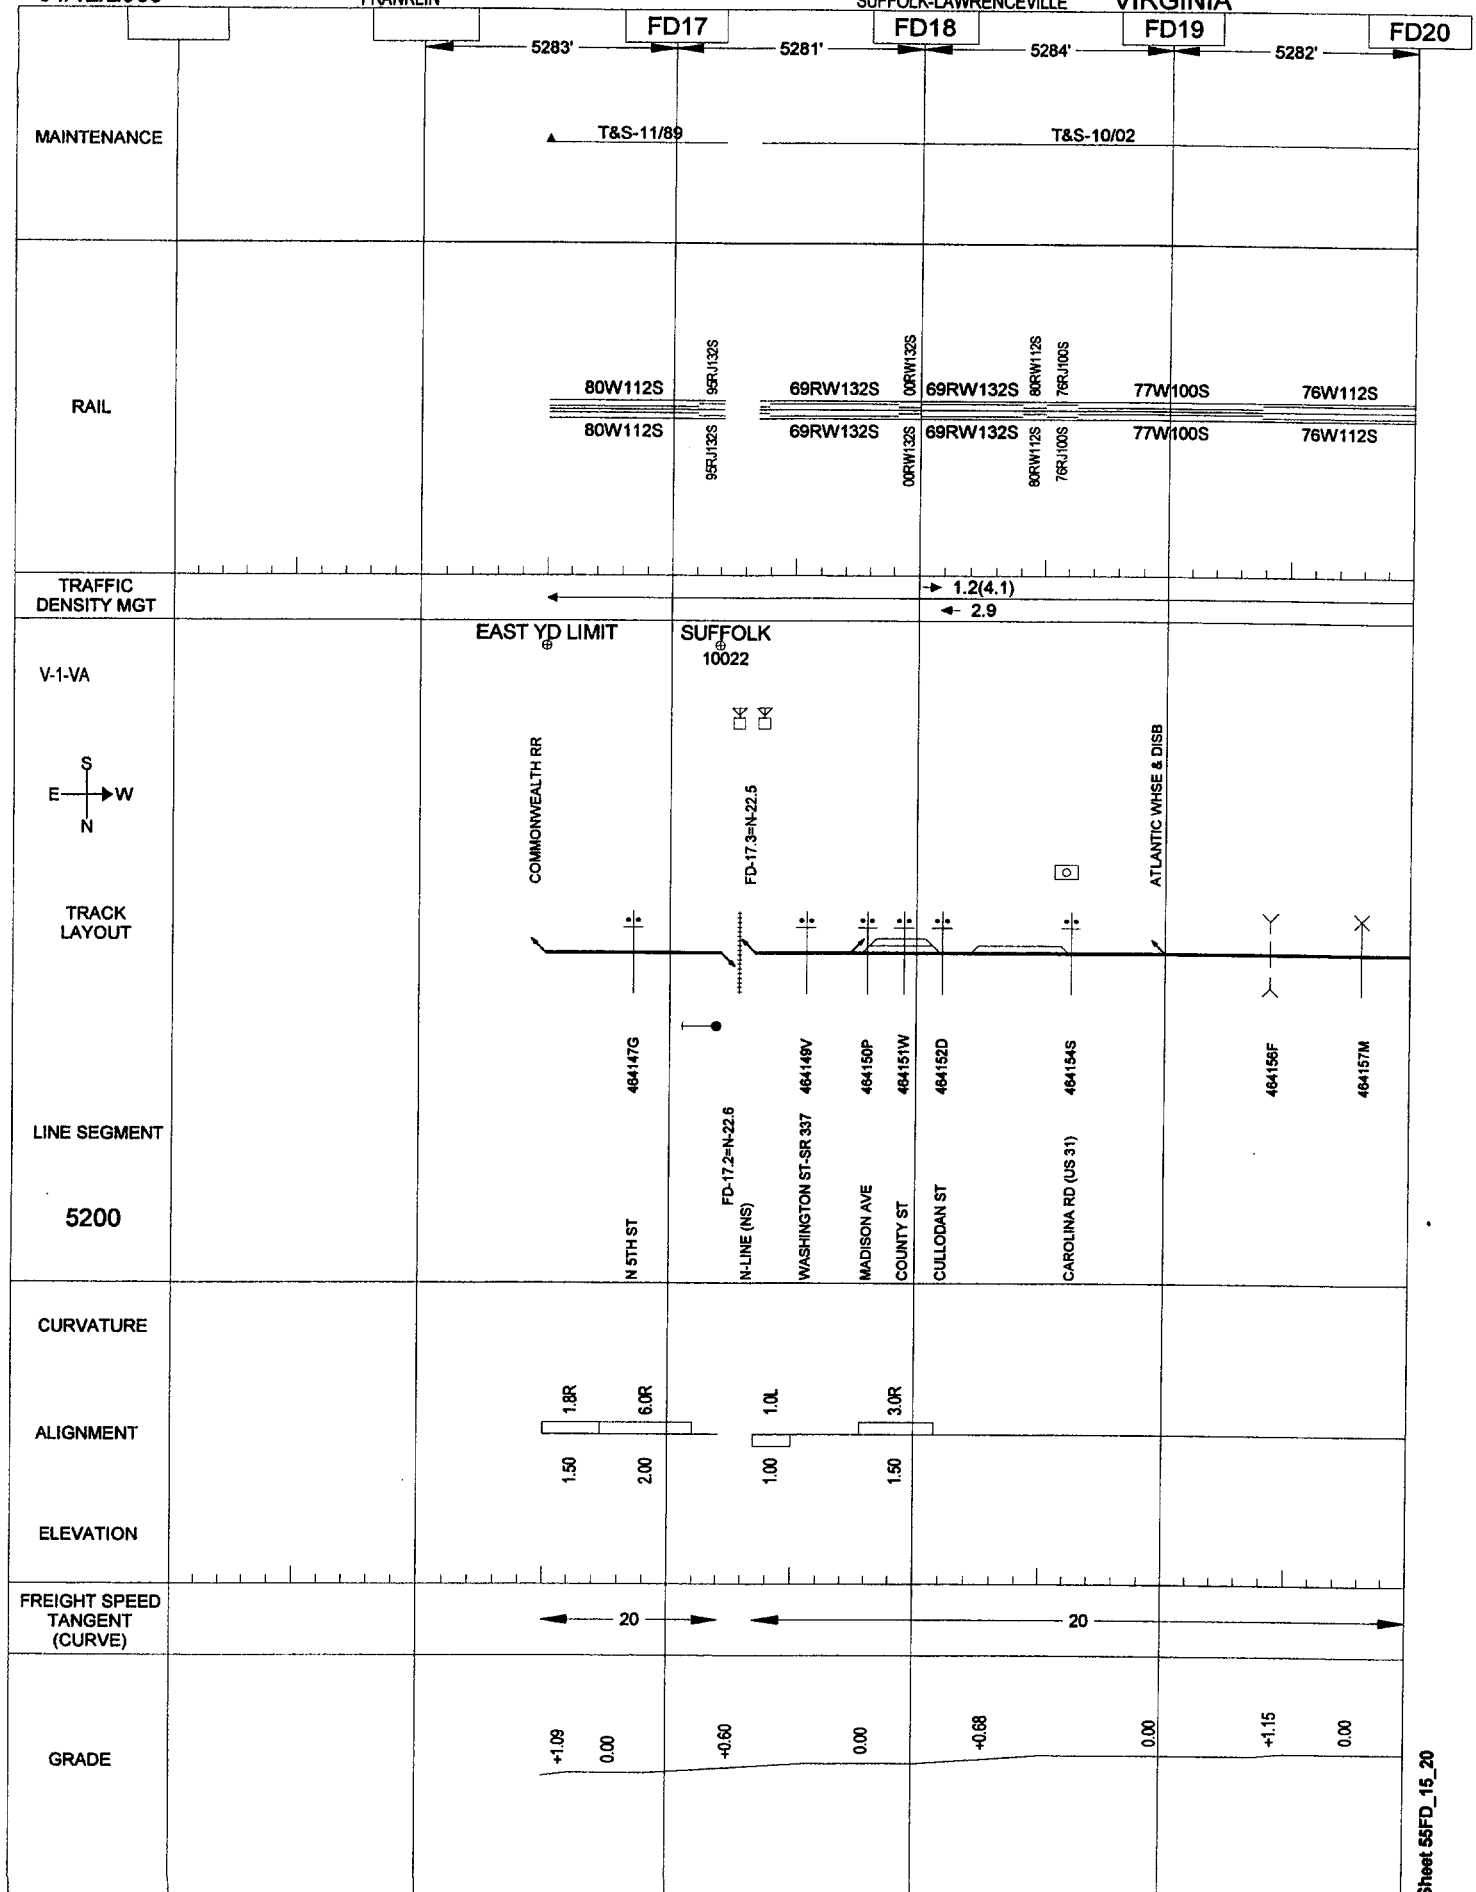 FRANKLIN
SUFFOLK-LAWRENCEVILLE VIRGINIA
FD17 FD18 FD19 FD20
5283' 5281' 5284' 5282'
MAINTENANCE
T&S-11/89 T&S-10/02
RAIL
95RJ132S 00RW132S 80RW112S 76RJ100S
80W112S 69RW132S 69RW132S 77W100S 76W112S
80W112S 69RW132S 69RW132S 77W100S 76W112S
95RJ132S 00RW132S 80RW112S 76RJ100S
TRAFFIC
DENSITY MGT
1.2(4.1)
2.9
EAST YD LIMIT SUFFOLK
10022
V-1-VA
S
E W
N
COMMONWEALTH RR
FD-17.3=N-22.5
ATLANTIC WHSE & DISB
TRACK
LAYOUT
464147G 464149V 464150P 464151W 464152D 464154S 464156F 464157M
LINE SEGMENT
5200
N 5TH ST
FD-17.2=N-22.6
N-LINE (NS)
WASHINGTON ST-SR 337
MADISON AVE
COUNTY ST
CULLODAN ST
CAROLINA RD (US 31)
CURVATURE
1.8R 6.0R 1.0L 3.0R
ALIGNMENT
1.50 2.00 1.00 1.50
ELEVATION
FREIGHT SPEED
TANGENT
(CURVE)
20 20
GRADE
+1.09 0.00 +0.60 0.00 +0.68 0.00 +1.15 0.00
Sheet 55FD_15_20